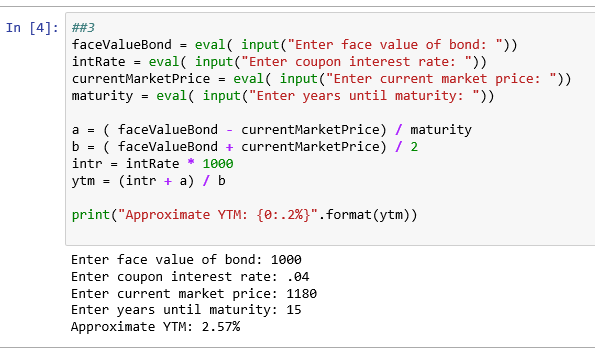 In [4]: ##3
faceValueBond = eval( input("Enter face value of bond: "))
intRate = eval( input("Enter coupon interest rate: "))
currentMarketPrice = eval( input("Enter current market price: "))
maturity = eval( input("Enter years until maturity: "))
a = ( faceValueBond - currentMarketPrice) / maturity
b = ( faceValueBond + currentMarketPrice) / 2
intr = intRate * 1000
ytm = (intr + a) / b
print("Approximate YTM: {0:.2%}".format(ytm))
Enter face value of bond: 1000
Enter coupon interest rate: .04
Enter current market price: 1180
Enter years until maturity: 15
Approximate YTM: 2.57%